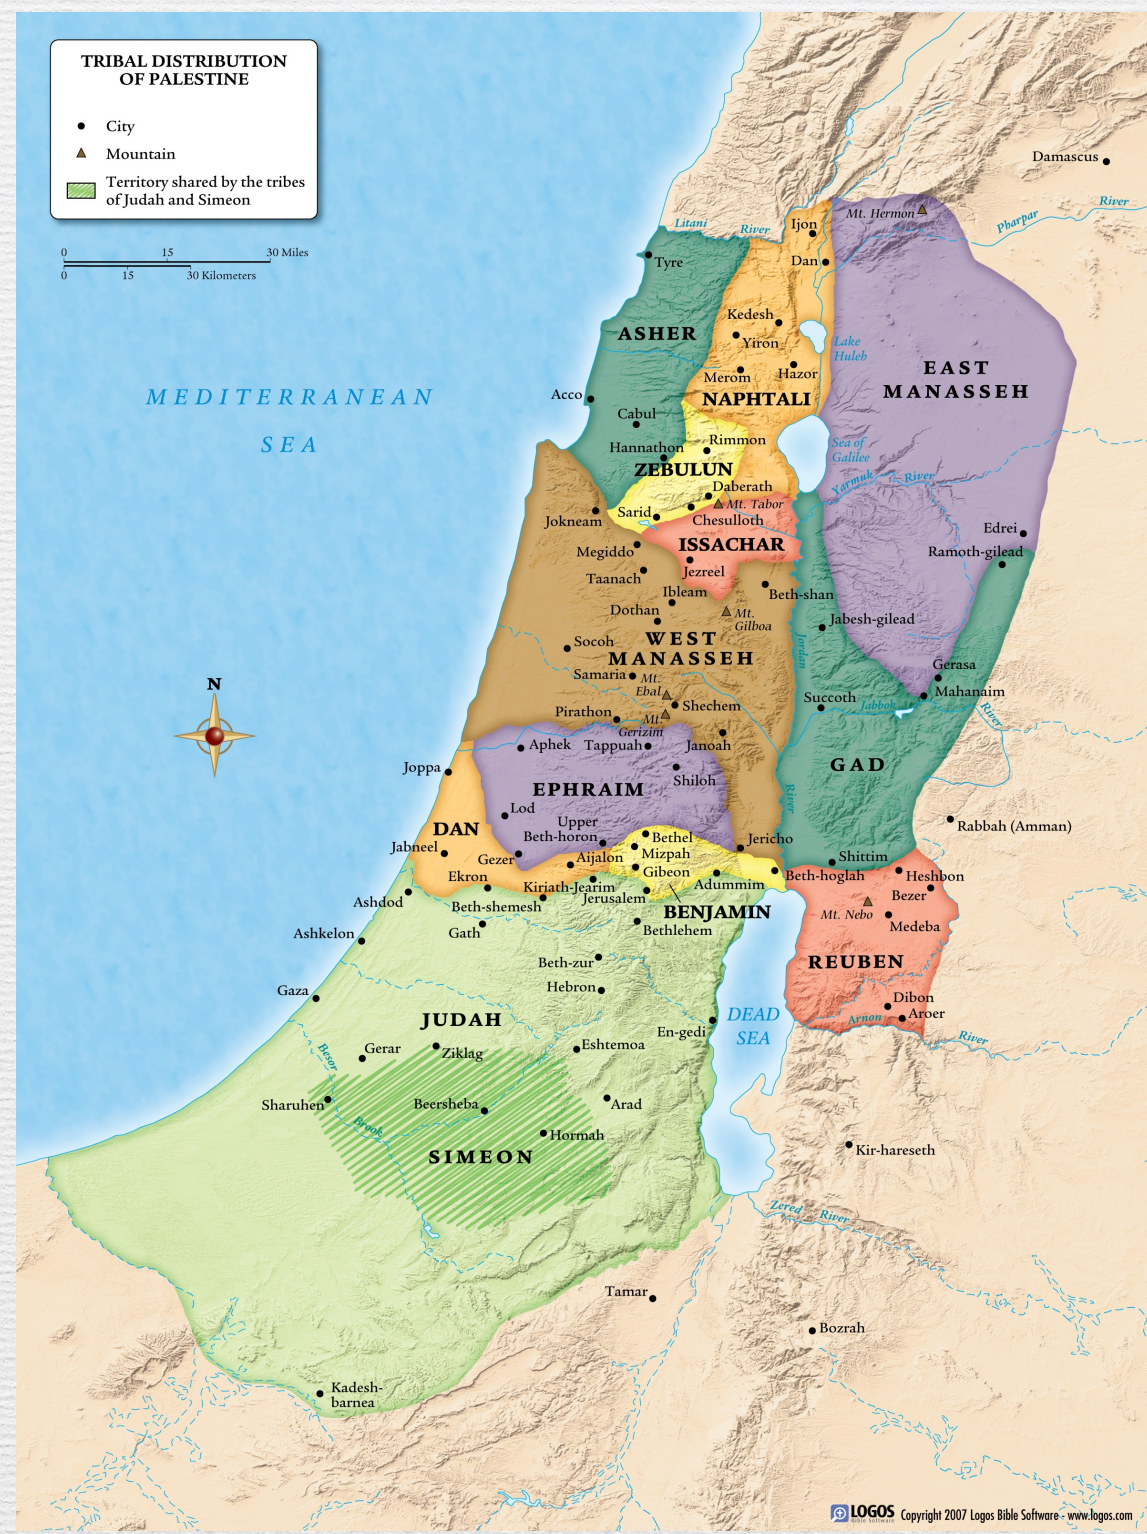 TRIBAL DISTRIBUTION
OF PALESTINE
City
Mountain
Territory shared by the tribes
of Judah and Simeon
0 15 30 Miles
0 15 30 Kilometers
Damascus
Mt. Hermon
Pharpar River
Litani River
Ijon
Dan
Tyre
Kedesh
Yiron
ASHER
Lake
Huleh
EAST
MANASSEH
Merom
Hazor
NAPHTALI
MEDITERRANEAN
SEA
Acco
Cabul
Hannathon
Rimmon
Sea of
Galilee
ZEBULUN
Yarmuk River
Daberath
Mt. Tabor
Sarid
Chesulloth
Jokneam
Edrei
ISSACHAR
Ramoth-gilead
Megiddo
Taanach
Jezreel
Ibleam
Beth-shan
Dothan
Mt.
Gilboa
Jabesh-gilead
Socoh
WEST
MANASSEH
Jordan
Gerasa
Samaria
Mt.
Ebal
Mahanaim
N
Succoth
Jabbok
River
Shechem
Pirathon
Mt.
Gerizim
Aphek
Tappuah
Janoah
Joppa
GAD
Shiloh
EPHRAIM
River
Lod
Upper
Beth-horon
DAN
Rabbah (Amman)
Bethel
Jericho
Jabneel
Gezer
Mizpah
Aijalon
Shittim
Gibeon
Beth-hoglah
Heshbon
Ekron
Kiriath-Jearim
Adummim
Bezer
Ashdod
Beth-shemesh
Jerusalem
BENJAMIN
Mt. Nebo
Medeba
Gath
Bethlehem
Ashkelon
Beth-zur
REUBEN
Hebron
Gaza
Dibon
Aroer
JUDAH
DEAD
SEA
Arnon
River
En-gedi
Besor
Gerar
Ziklag
Eshtemoa
Sharuhen
Beersheba
Arad
Brook
Hormah
SIMEON
Kir-hareseth
Zered River
Tamar
Bozrah
Kadesh-
barnea
LOGOS
Bible Software
Copyright 2007 Logos Bible Software - www.logos.com